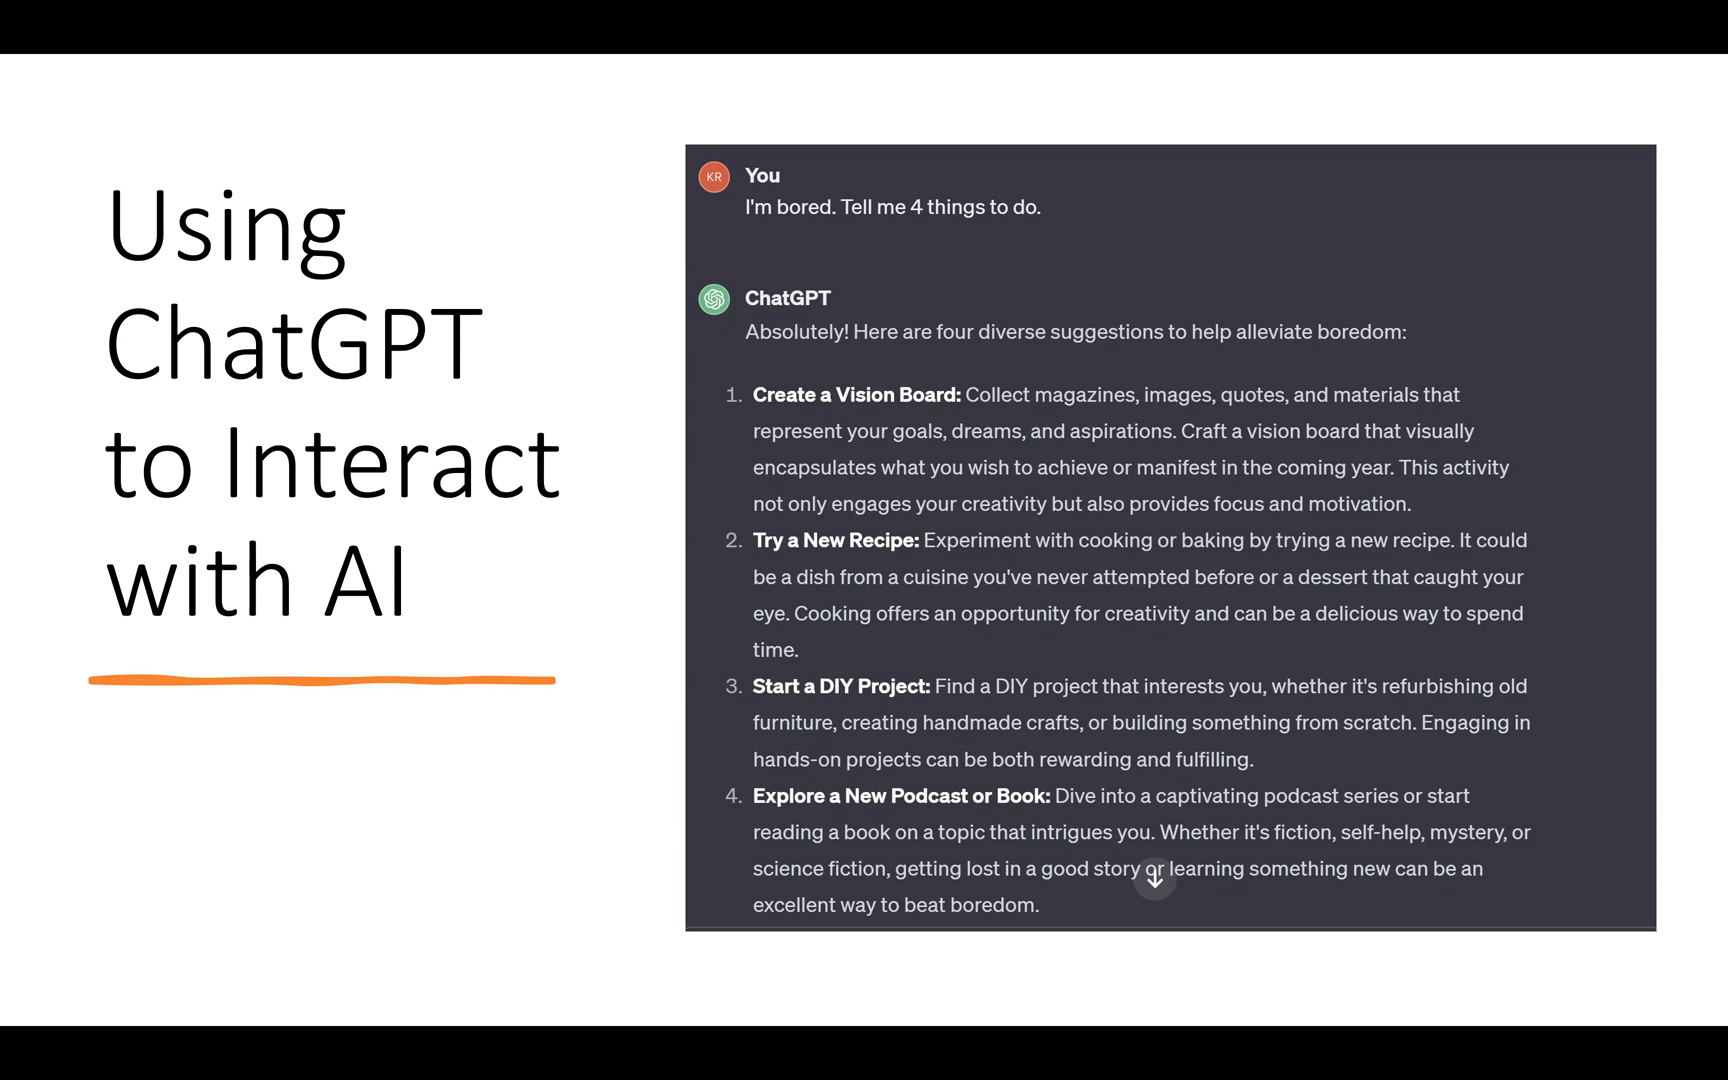 Using
ChatGPT
to Interact
with AI
KR
You
I'm bored. Tell me 4 things to do.
ChatGPT
Absolutely! Here are four diverse suggestions to help alleviate boredom:
1. Create a Vision Board: Collect magazines, images, quotes, and materials that
represent your goals, dreams, and aspirations. Craft a vision board that visually
encapsulates what you wish to achieve or manifest in the coming year. This activity
not only engages your creativity but also provides focus and motivation.
2. Try a New Recipe: Experiment with cooking or baking by trying a new recipe. It could
be a dish from a cuisine you've never attempted before or a dessert that caught your
eye. Cooking offers an opportunity for creativity and can be a delicious way to spend
time.
3. Start a DIY Project: Find a DIY project that interests you, whether it's refurbishing old
furniture, creating handmade crafts, or building something from scratch. Engaging in
hands-on projects can be both rewarding and fulfilling.
4. Explore a New Podcast or Book: Dive into a captivating podcast series or start
reading a book on a topic that intrigues you. Whether it's fiction, self-help, mystery, or
science fiction, getting lost in a good story or learning something new can be an
excellent way to beat boredom.